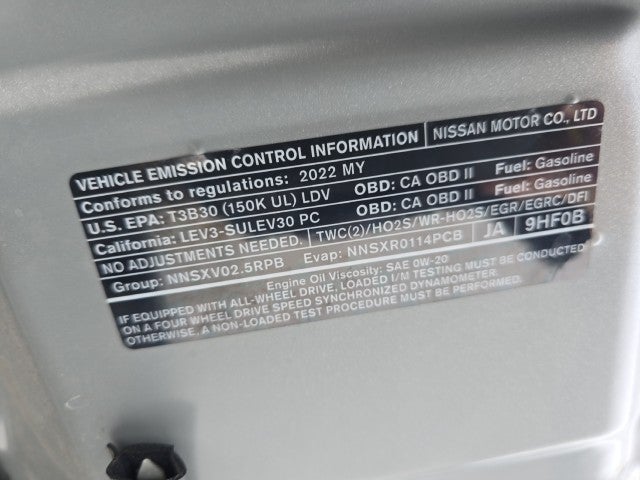 VEHICLE EMISSION CONTROL INFORMATION NISSAN MOTOR CO., LTD
Conforms to regulations: 2022 MY
U.S. EPA: T3B30 (150K UL) LDV OBD: CA OBD II Fuel: Gasoline
California: LEV3-SULEV30 PC OBD: CA OBD II Fuel: Gasoline
NO ADJUSTMENTS NEEDED. TWC(2)/HO2S/WR-HO2S/EGR/EGRC/DFI
Group: NNSXV02.5RPB Evap: NNSXR0114PCB JA 9HF0B
Engine Oil Viscosity: SAE 0W-20
IF EQUIPPED WITH ALL-WHEEL DRIVE, LOADED I/M TESTING MUST BE CONDUCTED
ON A FOUR WHEEL DRIVE SPEED SYNCHRONIZED DYNAMOMETER.
OTHERWISE, A NON-LOADED TEST PROCEDURE MUST BE PERFORMED.